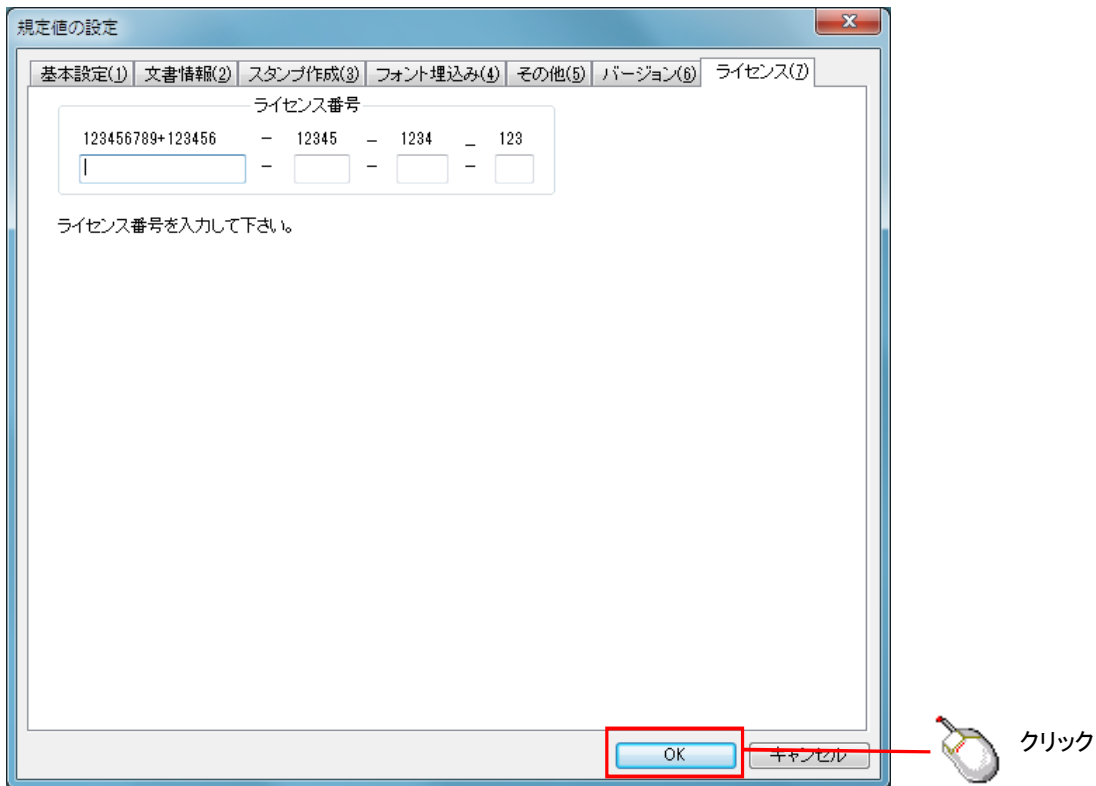 規定値の設定
基本設定(1) 文書情報(2) スタンプ作成(3) フォント埋込み(4) その他(5) バージョン(6) ライセンス(7)
ライセンス番号
123456789+123456 - 12345 - 1234 - 123
- - -
ライセンス番号を入力して下さい。
OK キャンセル
クリック